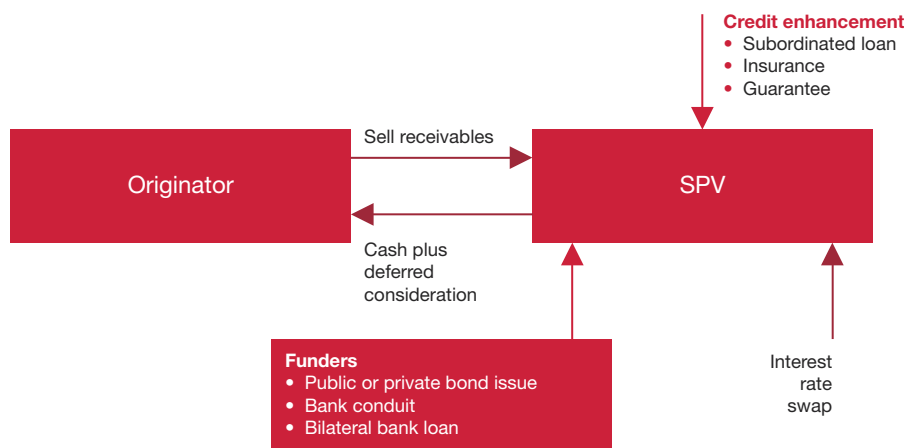 Credit enhancement
• Subordinated loan
• Insurance
• Guarantee
Sell receivables
Originator
SPV
Cash plus
deferred
consideration
Funders
• Public or private bond issue
• Bank conduit
• Bilateral bank loan
Interest
rate
swap